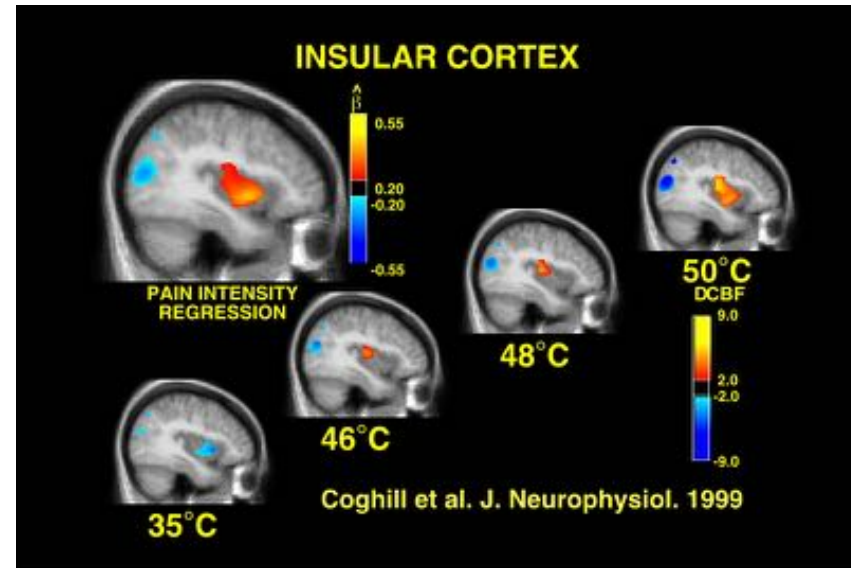 INSULAR CORTEX
^
β
0.55
0.20
-0.20
-0.55
PAIN INTENSITY
REGRESSION
50°C
DCBF
9.0
2.0
-2.0
-9.0
48°C
46°C
35°C
Coghill et al. J. Neurophysiol. 1999